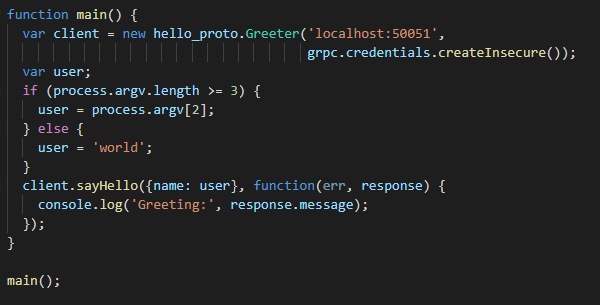 function main() {
  var client = new hello_proto.Greeter('localhost:50051',
                                       grpc.credentials.createInsecure());
  var user;
  if (process.argv.length >= 3) {
    user = process.argv[2];
  } else {
    user = 'world';
  }
  client.sayHello({name: user}, function(err, response) {
    console.log('Greeting:', response.message);
  });
}

main();